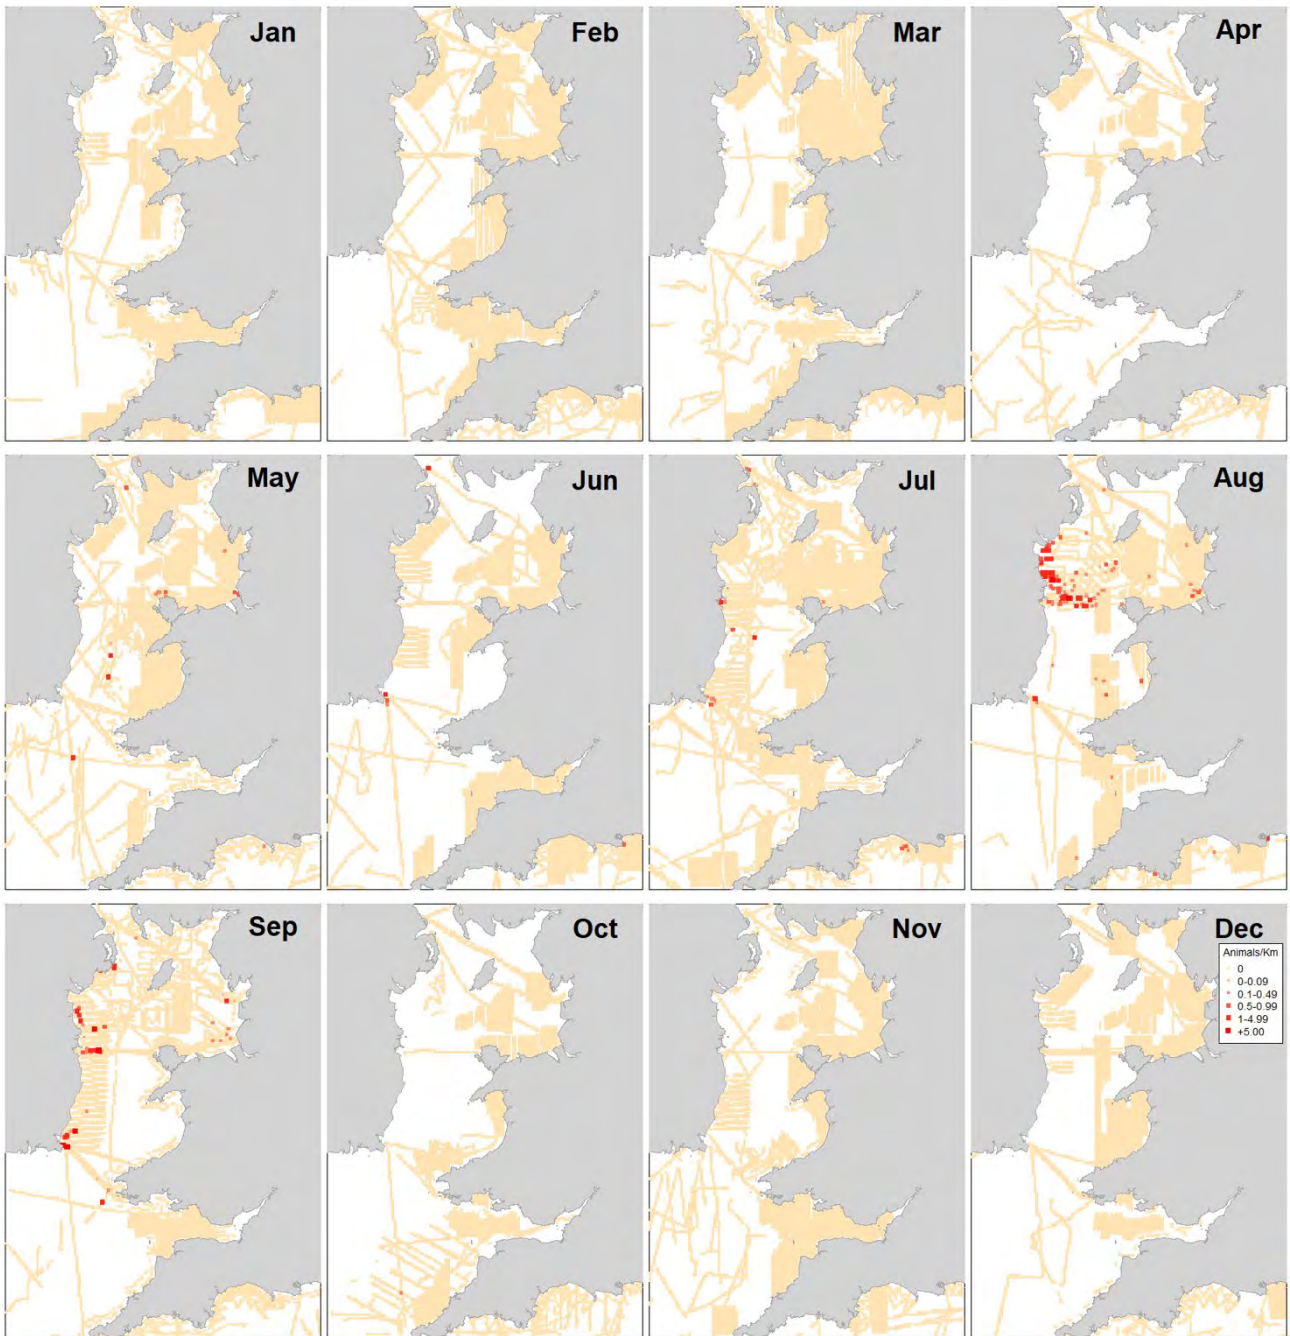 Jan
Feb
Mar
Apr
May
Jun
Jul
Aug
Sep
Oct
Nov
Dec
Animals/Km
0
0-0.09
0.1-0.49
0.5-0.99
1-4.99
+5.00